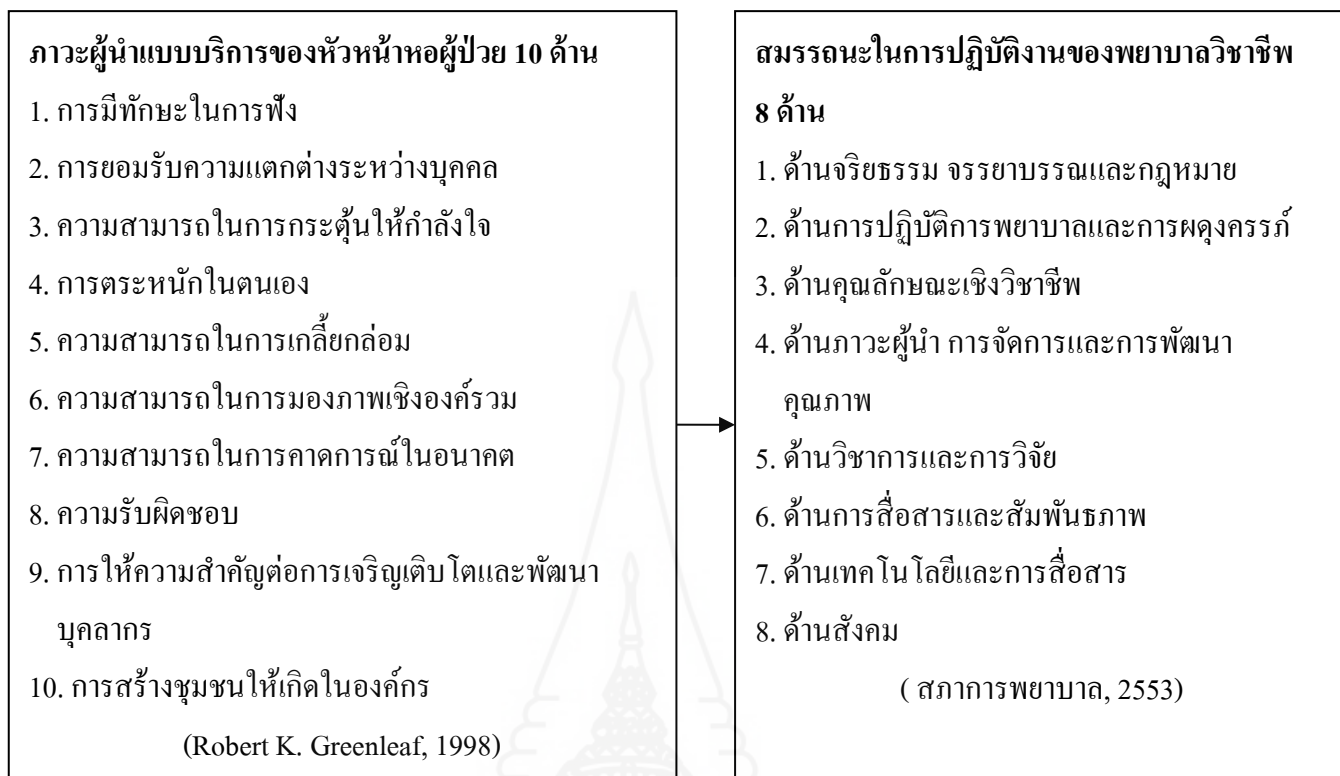 ภาวะผู้นำแบบบริการของหัวหน้าหอผู้ป่วย 10 ด้าน
1. การมีทักษะในการฟัง
2. การยอมรับความแตกต่างระหว่างบุคคล
3. ความสามารถในการกระตุ้นให้กำลังใจ
4. การตระหนักในตนเอง
5. ความสามารถในการเกลี้ยกล่อม
6. ความสามารถในการมองภาพเชิงองค์รวม
7. ความสามารถในการคาดการณ์ในอนาคต
8. ความรับผิดชอบ
9. การให้ความสำคัญต่อการเจริญเติบโตและพัฒนา
บุคลากร
10. การสร้างชุมชนให้เกิดในองค์กร
(Robert K. Greenleaf, 1998)
สมรรถนะในการปฏิบัติงานของพยาบาลวิชาชีพ
8 ด้าน
1. ด้านจริยธรรม จรรยาบรรณและกฎหมาย
2. ด้านการปฏิบัติการพยาบาลและการผดุงครรภ์
3. ด้านคุณลักษณะเชิงวิชาชีพ
4. ด้านภาวะผู้นำ การจัดการและการพัฒนา
คุณภาพ
5. ด้านวิชาการและการวิจัย
6. ด้านการสื่อสารและสัมพันธภาพ
7. ด้านเทคโนโลยีและการสื่อสาร
8. ด้านสังคม
( สภาการพยาบาล, 2553)